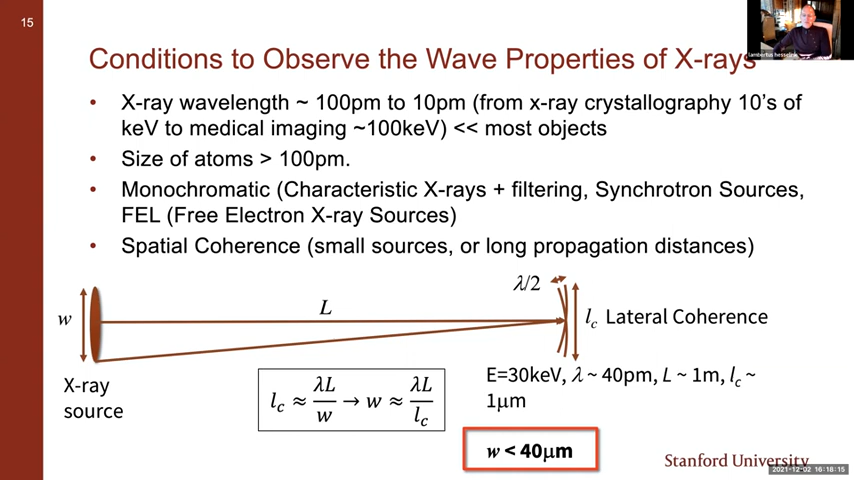 15
Conditions to Observe the Wave Properties of X-rays
lambertus hesselink
• X-ray wavelength ~ 100pm to 10pm (from x-ray crystallography 10's of
keV to medical imaging ~100keV) << most objects
• Size of atoms > 100pm.
• Monochromatic (Characteristic X-rays + filtering, Synchrotron Sources,
FEL (Free Electron X-ray Sources)
• Spatial Coherence (small sources, or long propagation distances)
λ/2
L
w
l_c Lateral Coherence
X-ray
source
l_c ≈ λL/w → w ≈ λL/l_c
E=30keV, λ ~ 40pm, L ~ 1m, l_c ~
1μm
w < 40μm
Stanford University
2021-12-02 16:18:15